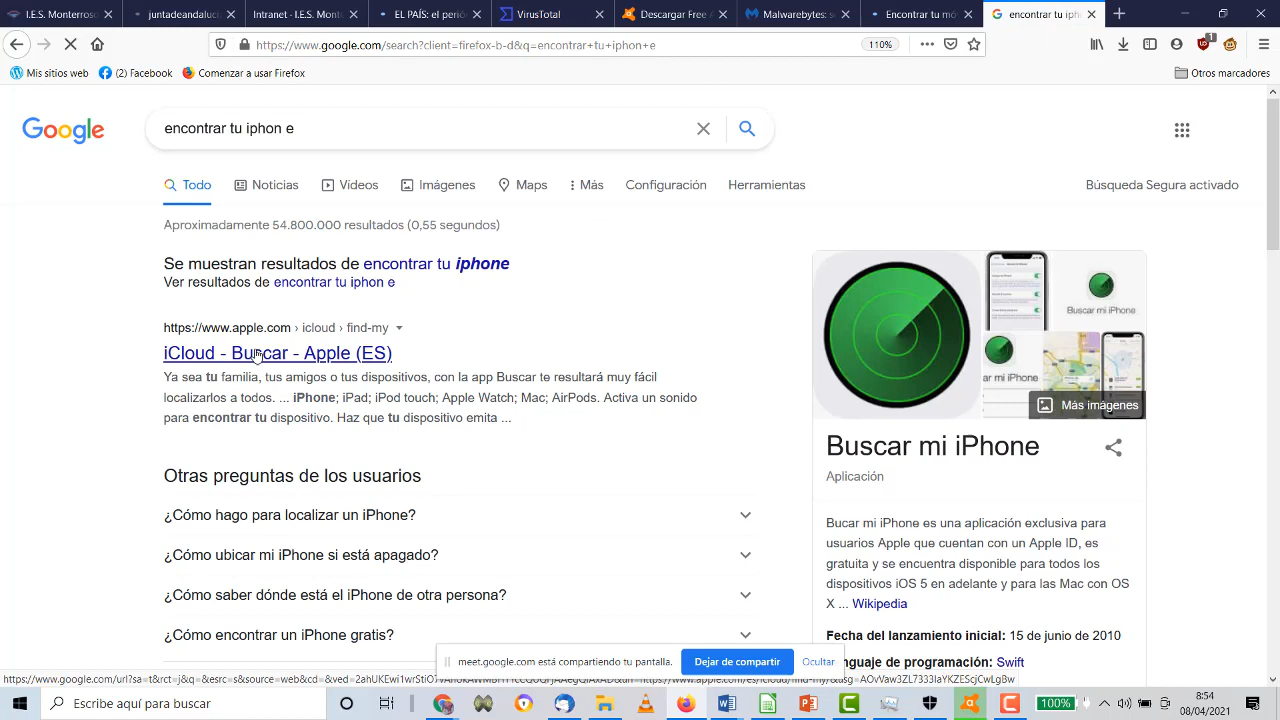 LES. Montes
juntadeandaluci
Intranet LES. Montes
EL PAÍS: el perió
VirusTotal
Descargar Free A
Malwarebytes: s
Encontrar tu mó
encontrar tu iph
https://www.google.com/search?client=firefox-b-d&q=encontrar+tu+iphon+e
110%
Mis sitios web
(2) Facebook
Comenzar a usar Firefox
Otros marcadores
Google
encontrar tu iphon e
Todo
Noticias
Vídeos
Imágenes
Maps
Más
Configuración
Herramientas
Búsqueda Segura activado
Aproximadamente 54.800.000 resultados (0,55 segundos)
Se muestran resultados de encontrar tu iphone
Ver resultados de encontrar tu iphon e
https://www.apple.com › icloud › find-my
iCloud - Buscar - Apple (ES)
Ya sea tu familia, tus amigos o tus dispositivos, con la app Buscar te resultará muy fácil
localizarlos a todos. ... iPhone; iPad; iPod touch; Apple Watch; Mac; AirPods. Activa un sonido
para encontrar tu dispositivo. Haz que tu dispositivo emita ...
Otras preguntas de los usuarios
¿Cómo hago para localizar un iPhone?
¿Cómo ubicar mi iPhone si está apagado?
¿Cómo saber dónde está el iPhone de otra persona?
¿Cómo encontrar un iPhone gratis?
Buscar mi iPhone
ar mi iPhone
Más imágenes
Buscar mi iPhone
Aplicación
Bucar mi iPhone es una aplicación exclusiva para
usuarios Apple que cuentan con un Apple ID, es
gratuita y se encuentra disponible para todos los
dispositivos iOS 5 en adelante y para las Mac con OS
X ... Wikipedia
Fecha del lanzamiento inicial: 15 de junio de 2010
nguaje de programación: Swift
meet.google.com está compartiendo tu pantalla.
Dejar de compartir
Ocultar
Escribe aquí para buscar
100%
8:54
08/04/2021